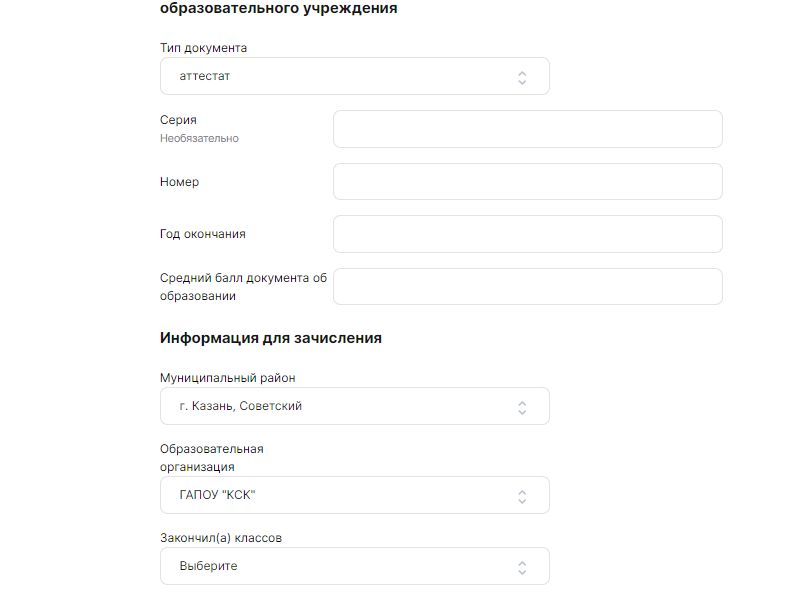 образовательного учреждения
Тип документа
аттестат
Серия
Необязательно
Номер
Год окончания
Средний балл документа об
образовании
Информация для зачисления
Муниципальный район
г. Казань, Советский
Образовательная
организация
ГАПОУ "КСК"
Закончил(а) классов
Выберите